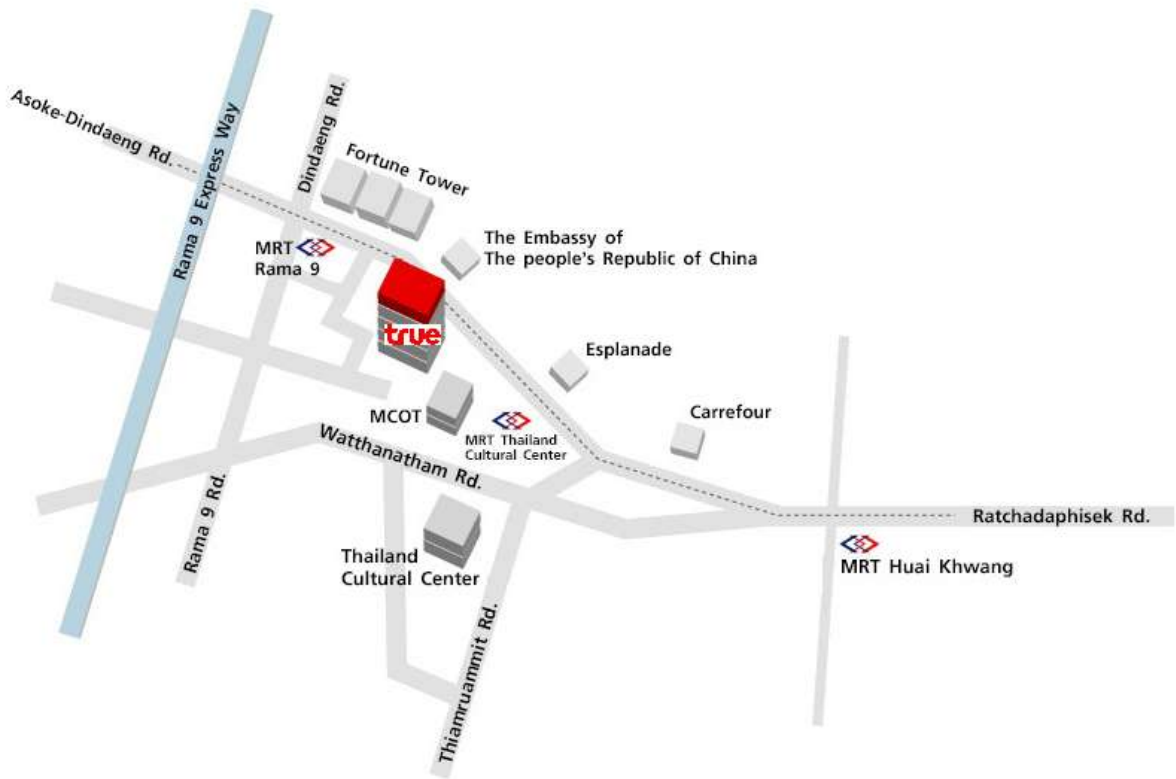 Asoke-Dindaeng Rd.
Rama 9 Express Way
Dindaeng Rd.
Fortune Tower
MRT
Rama 9
The Embassy of
The people's Republic of China
true
Esplanade
MCOT
MRT Thailand
Cultural Center
Carrefour
Watthanatham Rd.
Rama 9 Rd.
Ratchadaphisek Rd.
Thailand
Cultural Center
MRT Huai Khwang
Thiamruammit Rd.